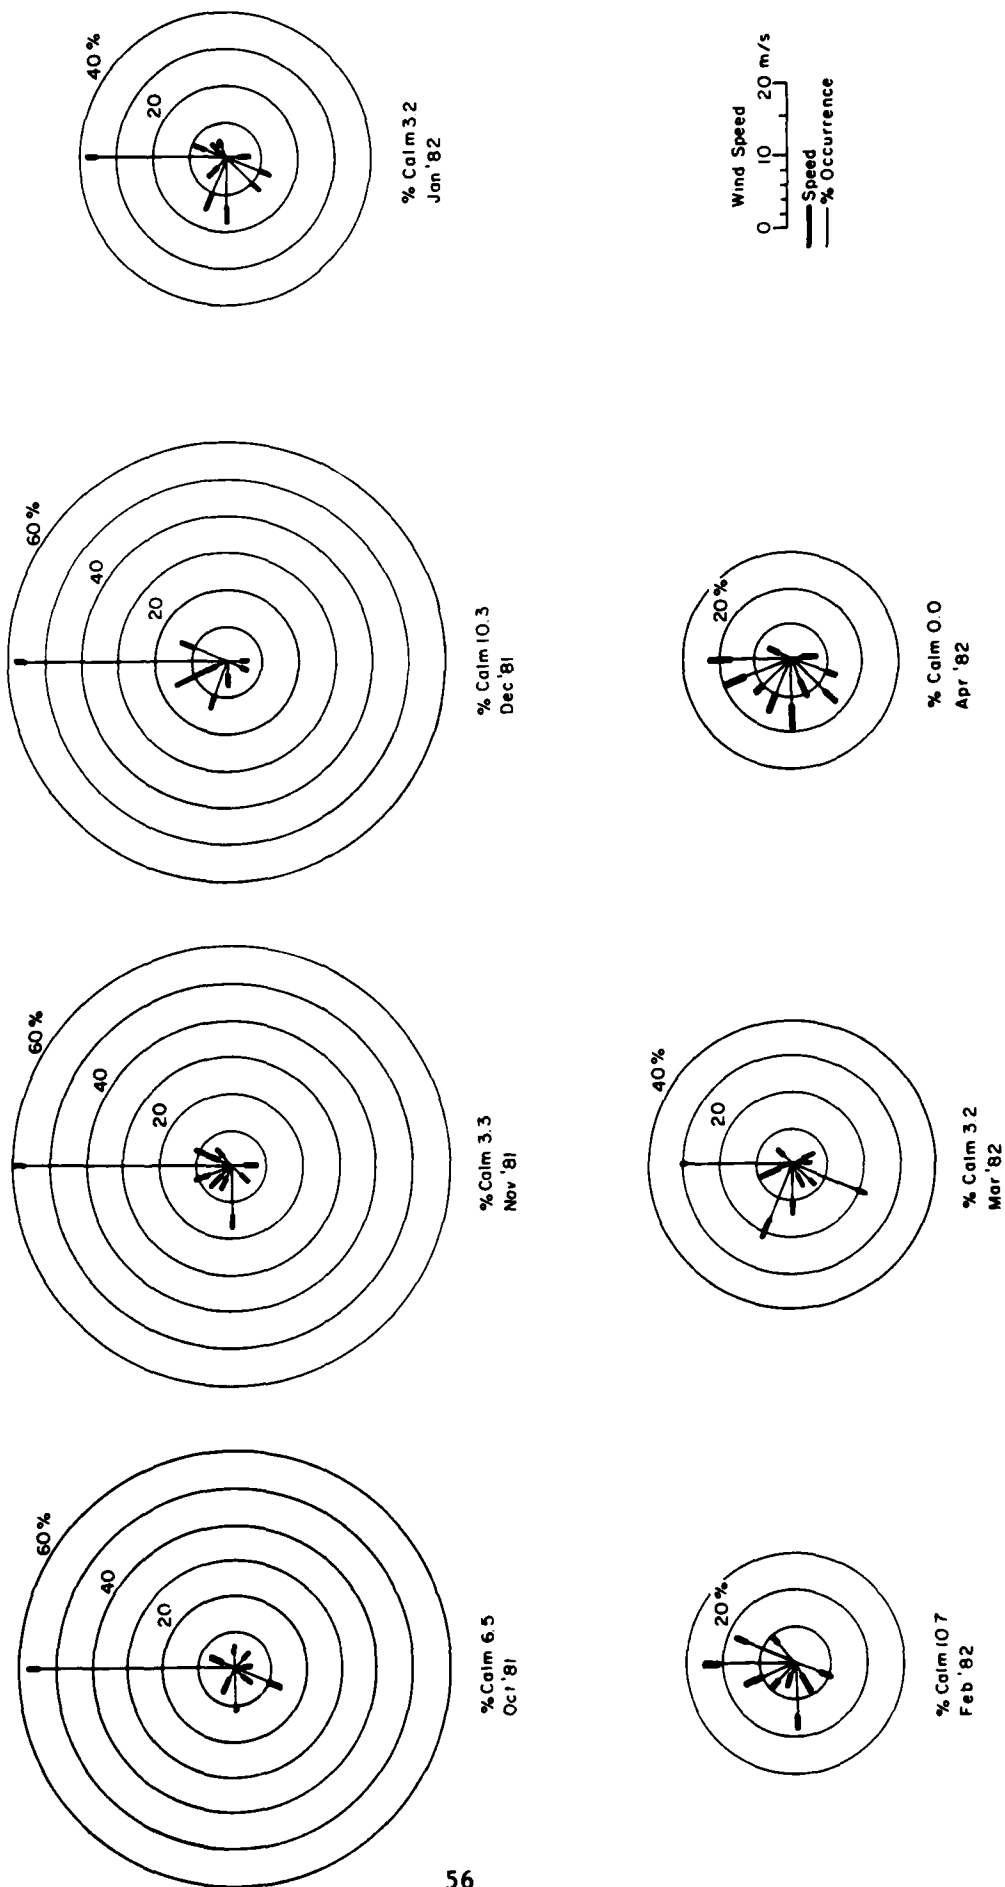 60%
40
20
% Calm 6.5
Oct '81
60%
40
20
% Calm 3.3
Nov '81
60%
40
20
% Calm 10.3
Dec '81
40%
20
% Calm 3.2
Jan '82
20%
% Calm 10 7
Feb '82
40%
20
% Calm 3 2
Mar '82
20%
% Calm 0.0
Apr '82
Wind Speed
0 10 20 m/s
Speed
% Occurrence
56